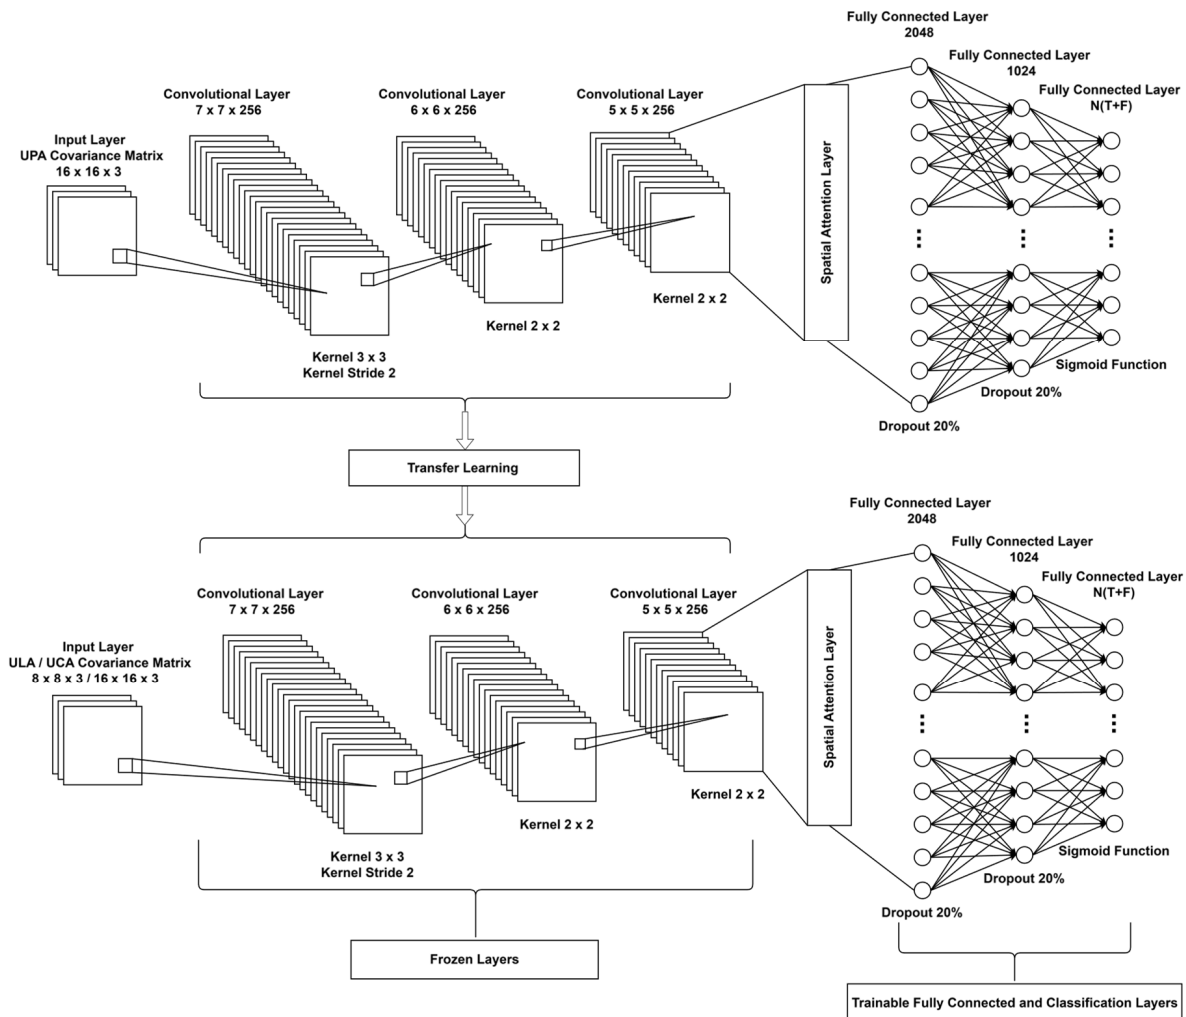 Fully Connected Layer
2048
Fully Connected Layer
1024
Fully Connected Layer
N(T+F)
Convolutional Layer
7 x 7 x 256
Convolutional Layer
6 x 6 x 256
Convolutional Layer
5 x 5 x 256
Input Layer
UPA Covariance Matrix
16 x 16 x 3
Spatial Attention Layer
Kernel 3 x 3
Kernel Stride 2
Kernel 2 x 2
Kernel 2 x 2
Sigmoid Function
Dropout 20%
Dropout 20%
Transfer Learning
Fully Connected Layer
2048
Fully Connected Layer
1024
Fully Connected Layer
N(T+F)
Convolutional Layer
7 x 7 x 256
Convolutional Layer
6 x 6 x 256
Convolutional Layer
5 x 5 x 256
Input Layer
ULA / UCA Covariance Matrix
8 x 8 x 3 / 16 x 16 x 3
Spatial Attention Layer
Kernel 3 x 3
Kernel Stride 2
Kernel 2 x 2
Kernel 2 x 2
Sigmoid Function
Dropout 20%
Dropout 20%
Frozen Layers
Trainable Fully Connected and Classification Layers